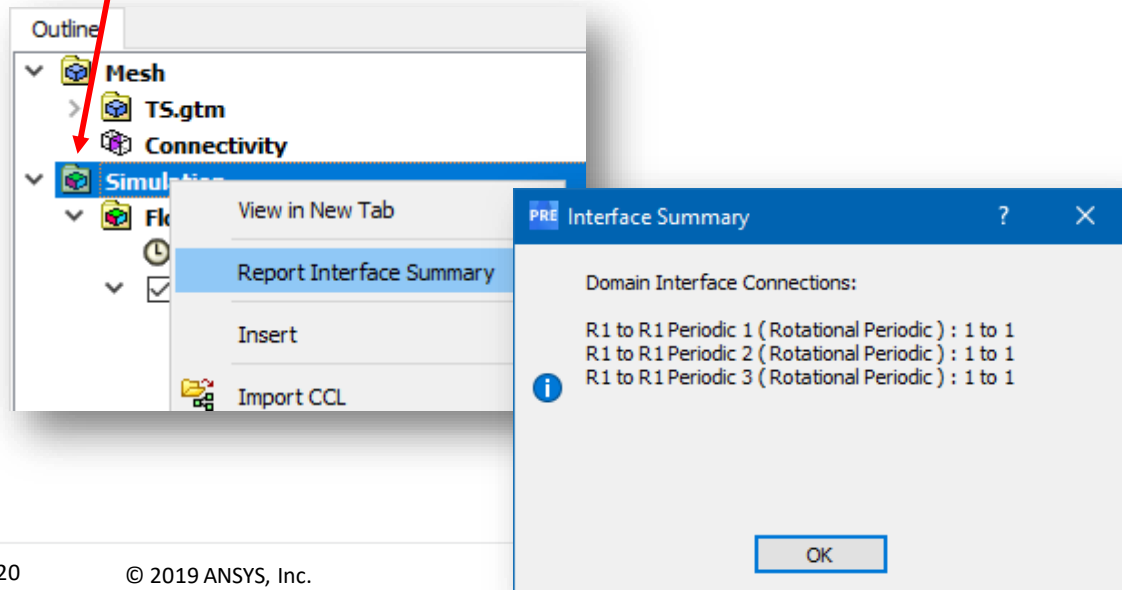 Outline
Mesh
TS.gtm
Connectivity
Simulation
Flo
View in New Tab
Report Interface Summary
Insert
Import CCL
PRE Interface Summary ? ×
Domain Interface Connections:
R1 to R1 Periodic 1 ( Rotational Periodic ) : 1 to 1
R1 to R1 Periodic 2 ( Rotational Periodic ) : 1 to 1
R1 to R1 Periodic 3 ( Rotational Periodic ) : 1 to 1
OK
20 © 2019 ANSYS, Inc.